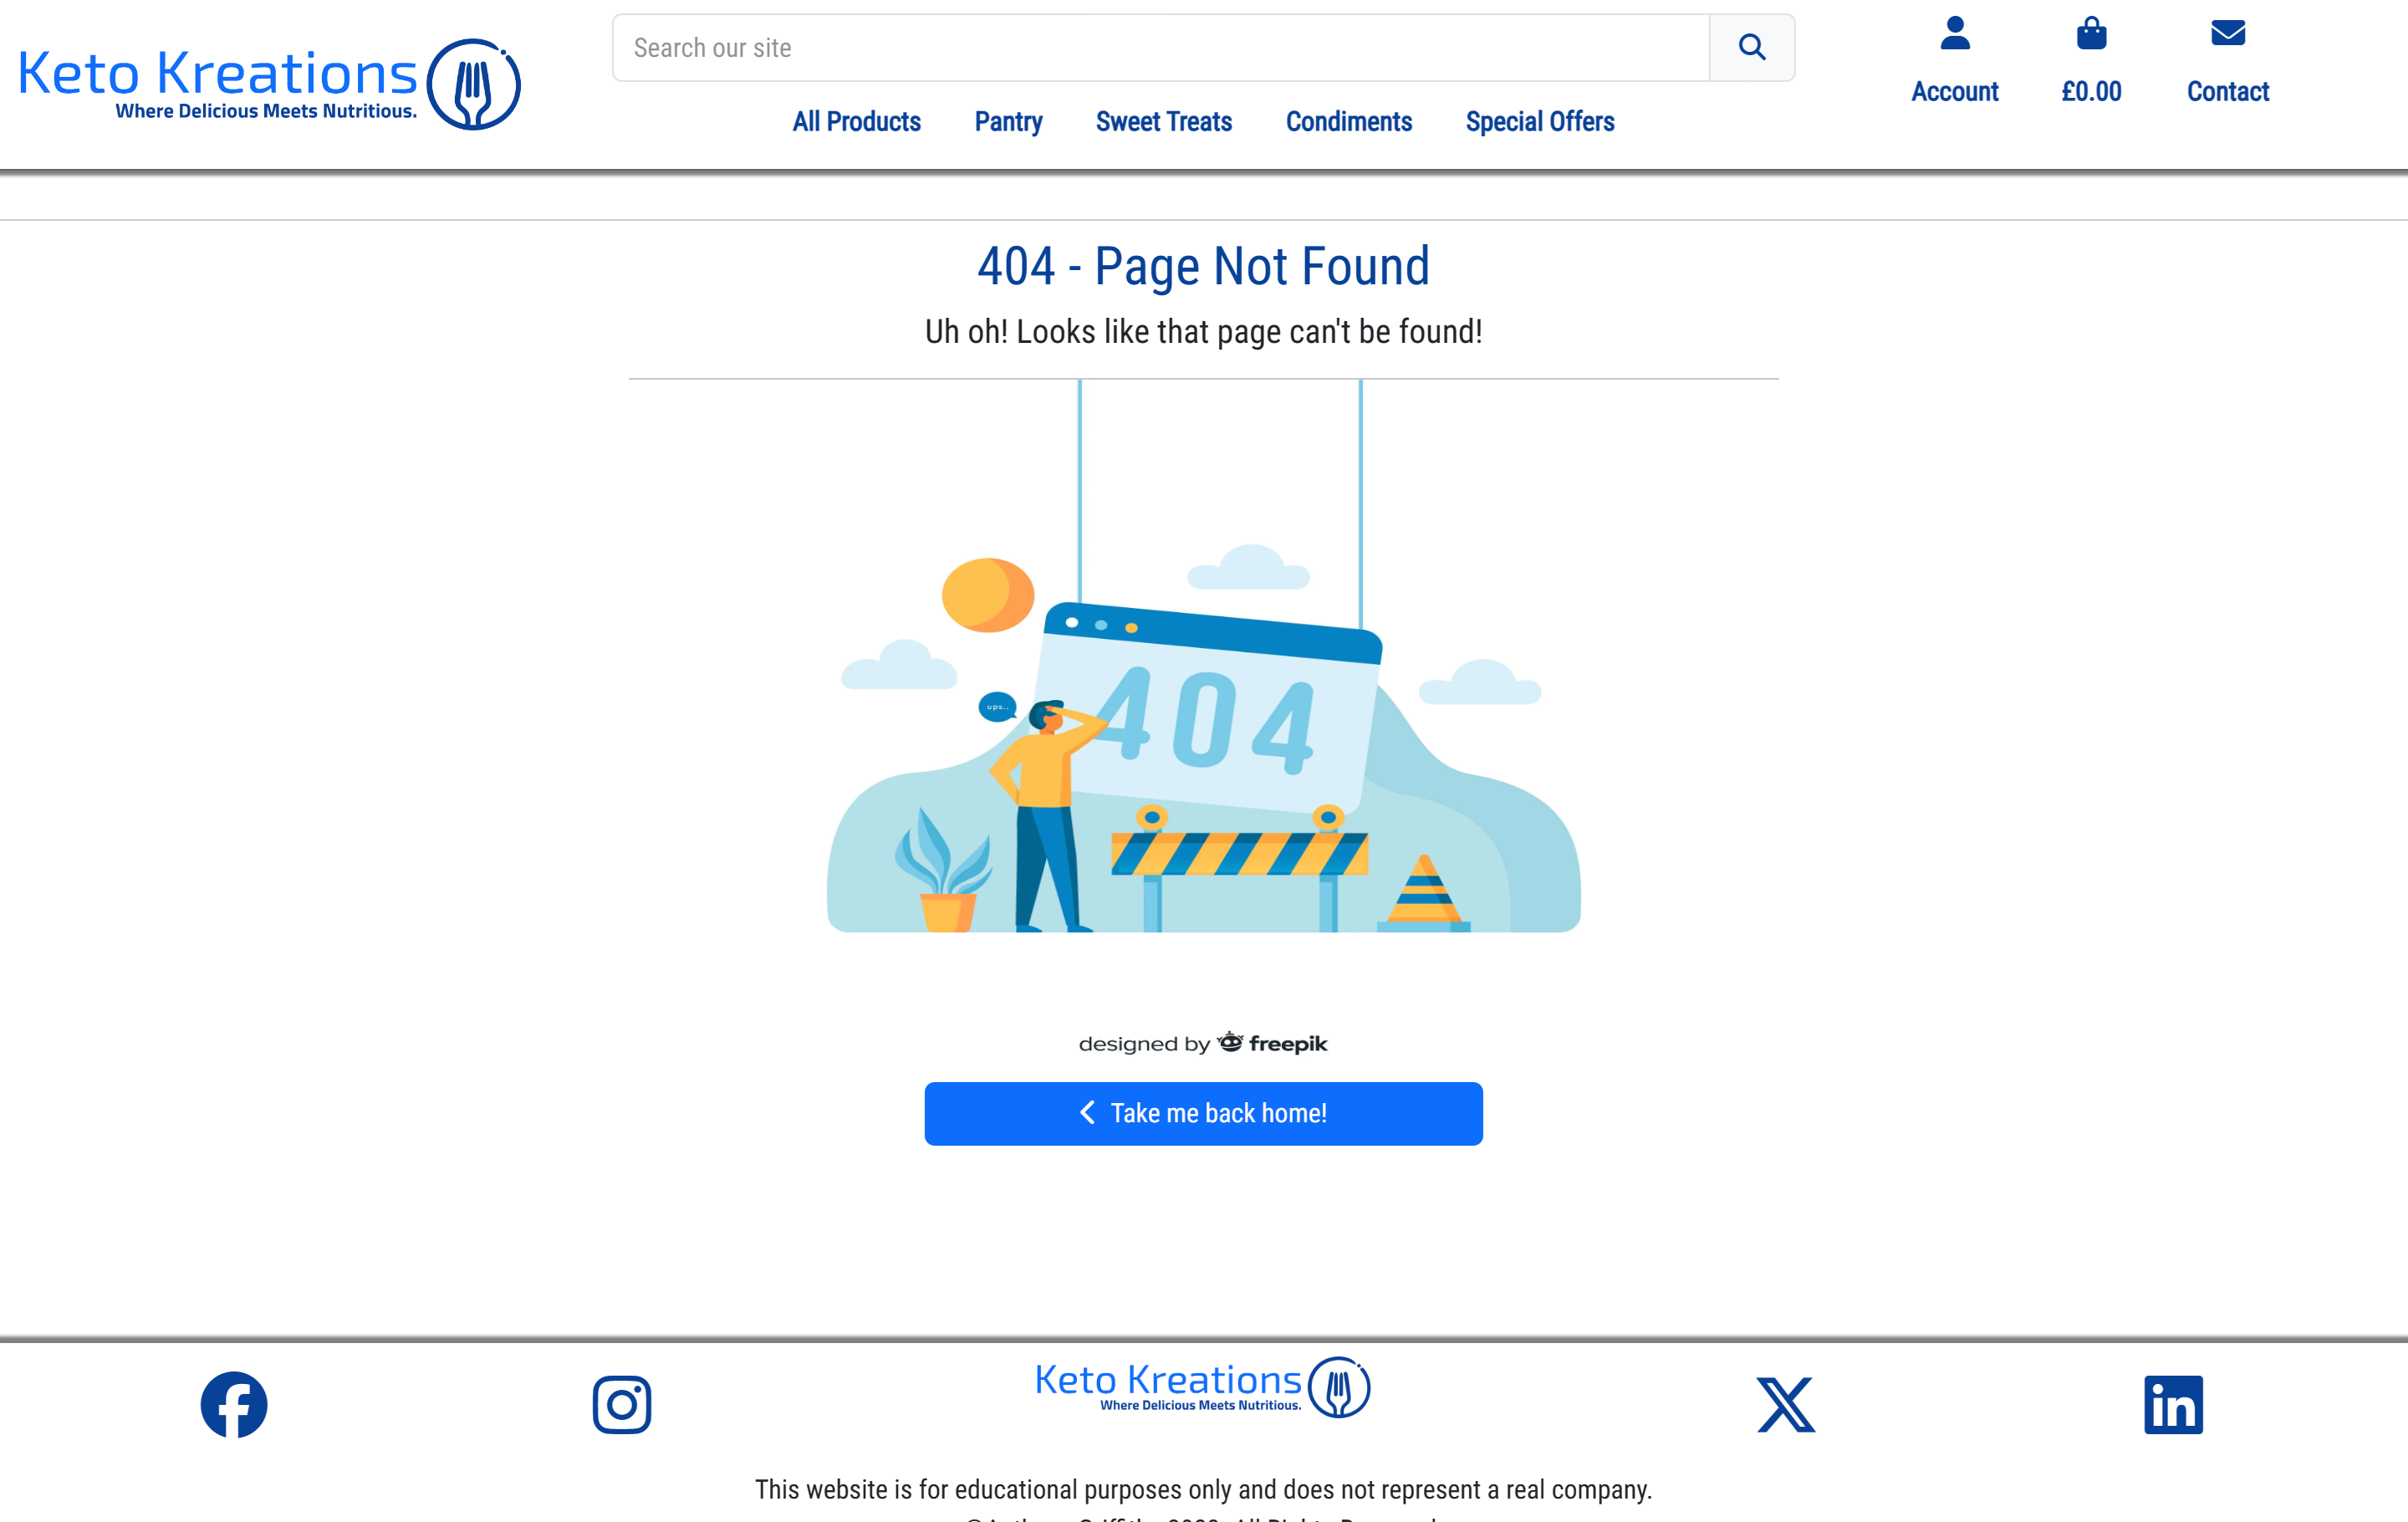 Keto Kreations
Where Delicious Meets Nutritious.
Search our site
Account
£0.00
Contact
All Products
Pantry
Sweet Treats
Condiments
Special Offers
404 - Page Not Found
Uh oh! Looks like that page can't be found!
404
ups..
designed by freepik
Take me back home!
Keto Kreations
Where Delicious Meets Nutritious.
This website is for educational purposes only and does not represent a real company.